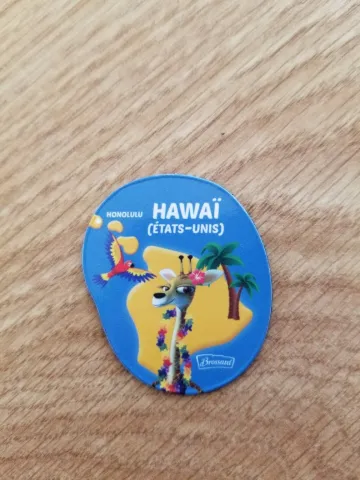 HONOLULU
HAWAÏ
(ÉTATS-UNIS)
Brossard